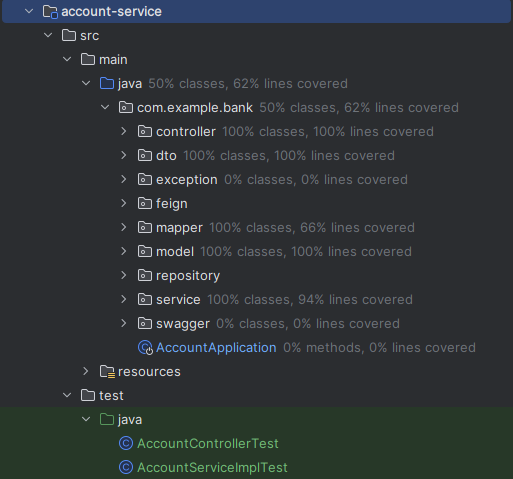 account-service
src
main
java 50% classes, 62% lines covered
com.example.bank 50% classes, 62% lines covered
controller 100% classes, 100% lines covered
dto 100% classes, 100% lines covered
exception 0% classes, 0% lines covered
feign
mapper 100% classes, 66% lines covered
model 100% classes, 100% lines covered
repository
service 100% classes, 94% lines covered
swagger 0% classes, 0% lines covered
AccountApplication 0% methods, 0% lines covered
resources
test
java
AccountControllerTest
AccountServiceImplTest